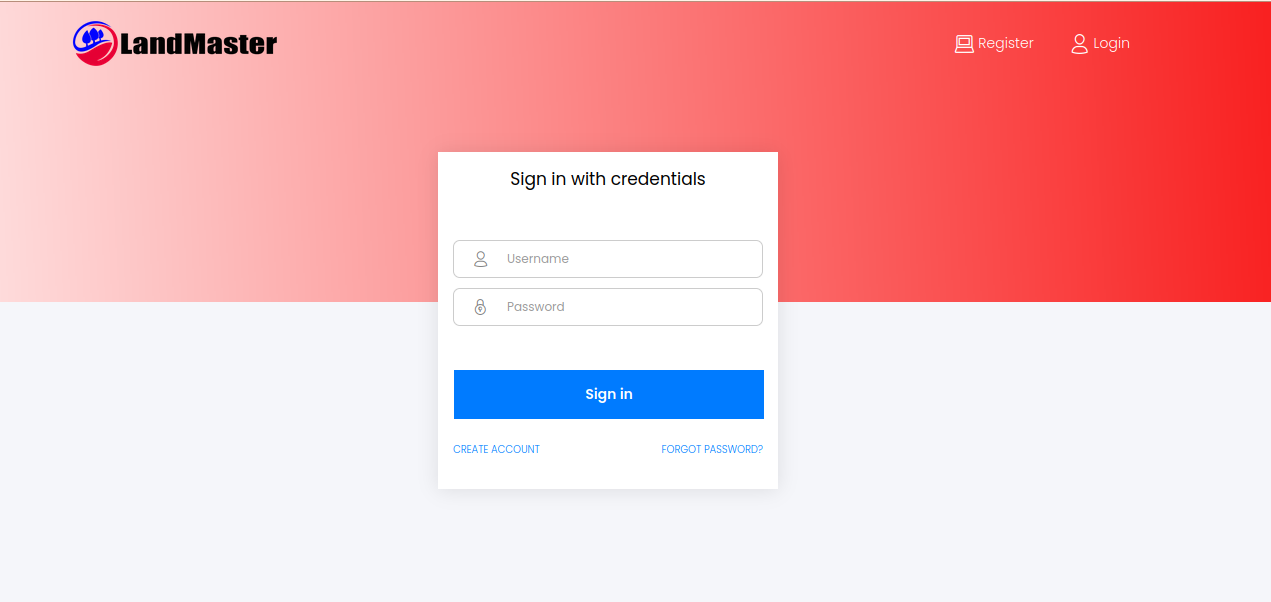 LandMaster
Register
Login
Sign in with credentials
Username
Password
Sign in
CREATE ACCOUNT
FORGOT PASSWORD?